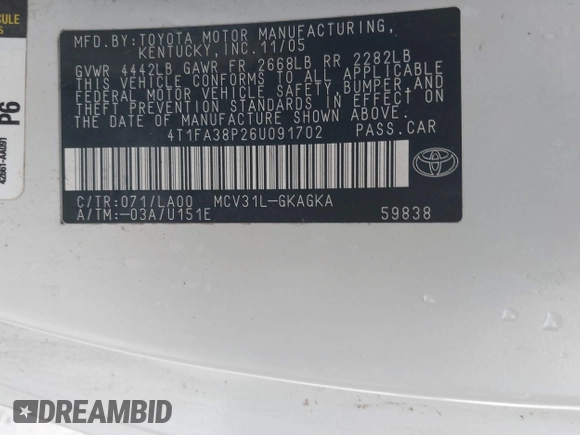 MFD. BY: TOYOTA MOTOR MANUFACTURING,
KENTUCKY, INC. 11/05
GVWR 4442LB GAWR FR 2668LB RR 2282LB
THIS VEHICLE CONFORMS TO ALL APPLICABLE
FEDERAL MOTOR VEHICLE SAFETY, BUMPER, AND
THEFT PREVENTION STANDARDS IN EFFECT ON
THE DATE OF MANUFACTURE SHOWN ABOVE.
4T1FA38P26U091702 PASS. CAR
TOYOTA
C/TR: 071/LA00 MCV31L-GKAGKA
A/TM: -03A/U151E 59838
P6
DREAMBID